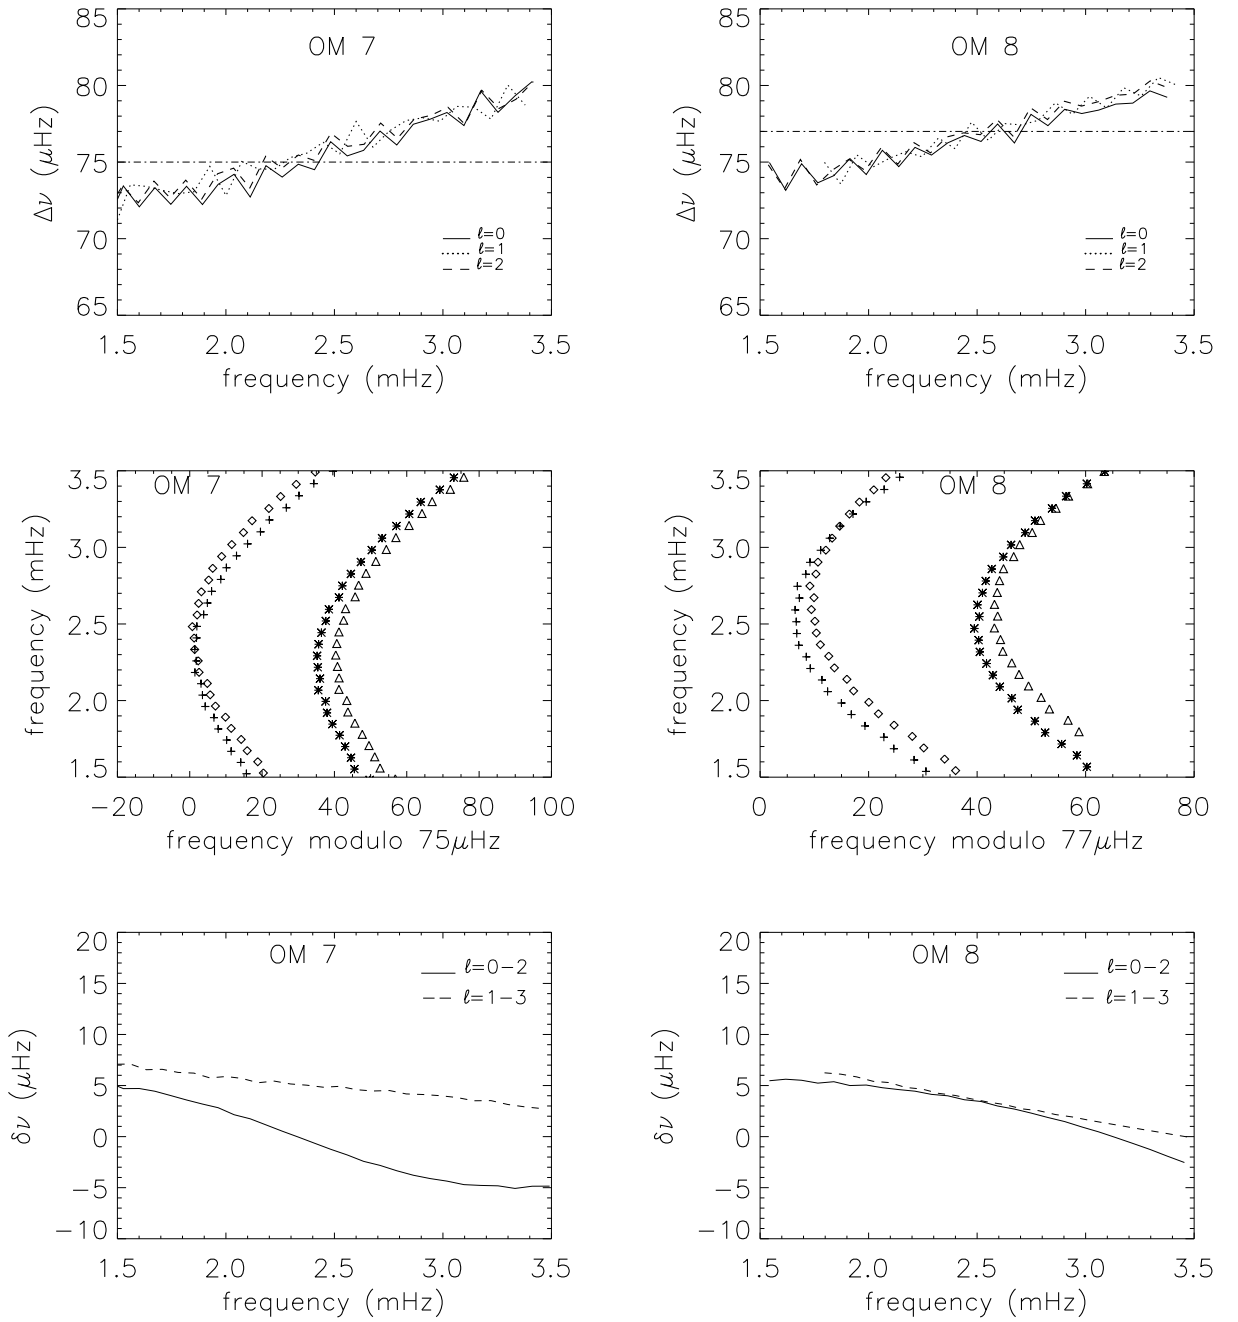 OM 7
85
80
75
70
65
Δν (μHz)
ℓ=0
ℓ=1
ℓ=2
1.5 2.0 2.5 3.0 3.5
frequency (mHz)
OM 8
85
80
75
70
65
Δν (μHz)
ℓ=0
ℓ=1
ℓ=2
1.5 2.0 2.5 3.0 3.5
frequency (mHz)
OM 7
3.5
3.0
2.5
2.0
1.5
frequency (mHz)
−20 0 20 40 60 80 100
frequency modulo 75μHz
OM 8
3.5
3.0
2.5
2.0
1.5
frequency (mHz)
0 20 40 60 80
frequency modulo 77μHz
OM 7
20
15
10
5
0
−5
−10
δν (μHz)
ℓ=0−2
ℓ=1−3
1.5 2.0 2.5 3.0 3.5
frequency (mHz)
OM 8
20
15
10
5
0
−5
−10
δν (μHz)
ℓ=0−2
ℓ=1−3
1.5 2.0 2.5 3.0 3.5
frequency (mHz)